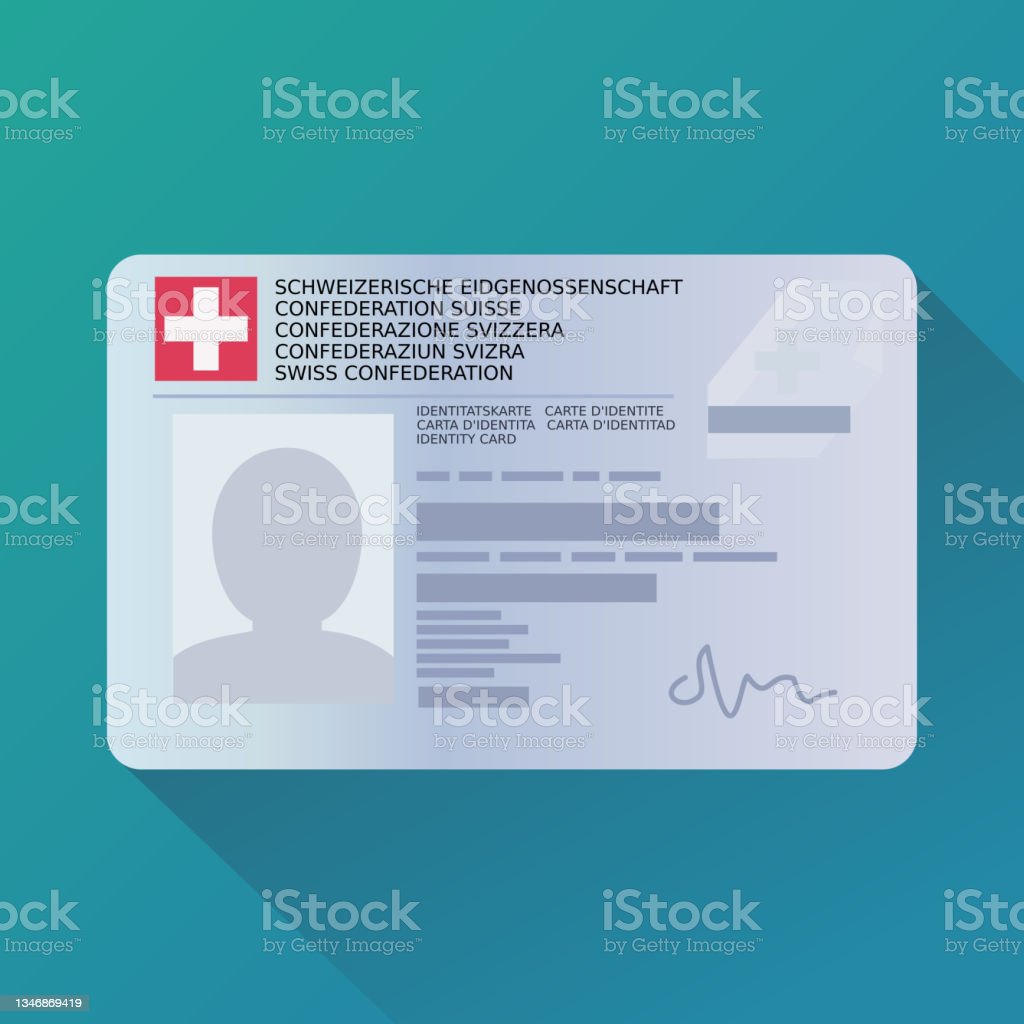 SCHWEIZERISCHE EIDGENOSSENSCHAFT
CONFEDERATION SUISSE
CONFEDERAZIONE SVIZZERA
CONFEDERAZIUN SVIZRA
SWISS CONFEDERATION
IDENTITATSKARTE CARTE D'IDENTITE
CARTA D'IDENTITA CARTA D'IDENTITAD
IDENTITY CARD
iStock
by Getty Images™
1346869419